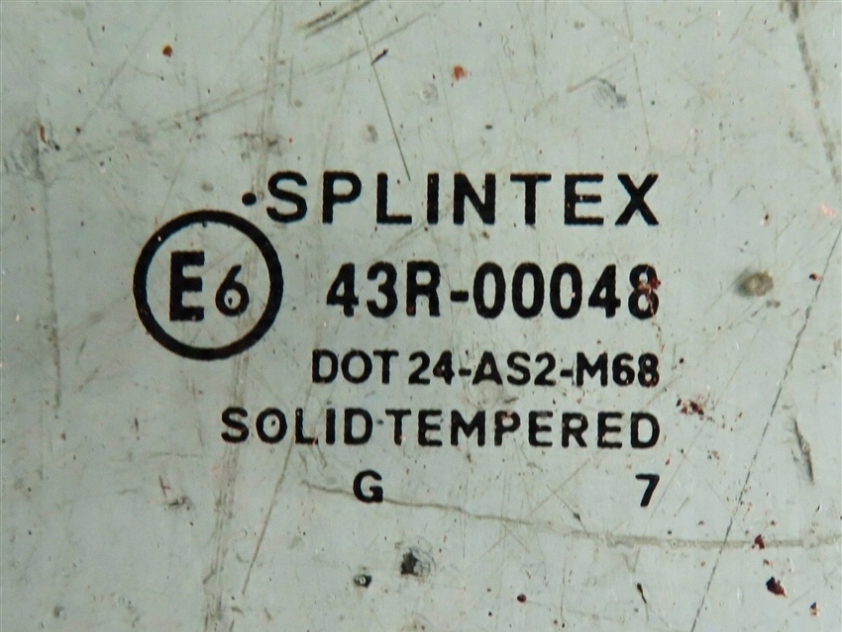 ·SPLINTEX
E6 43R-00048
DOT 24-AS2-M68
SOLID·TEMPERED
G 7